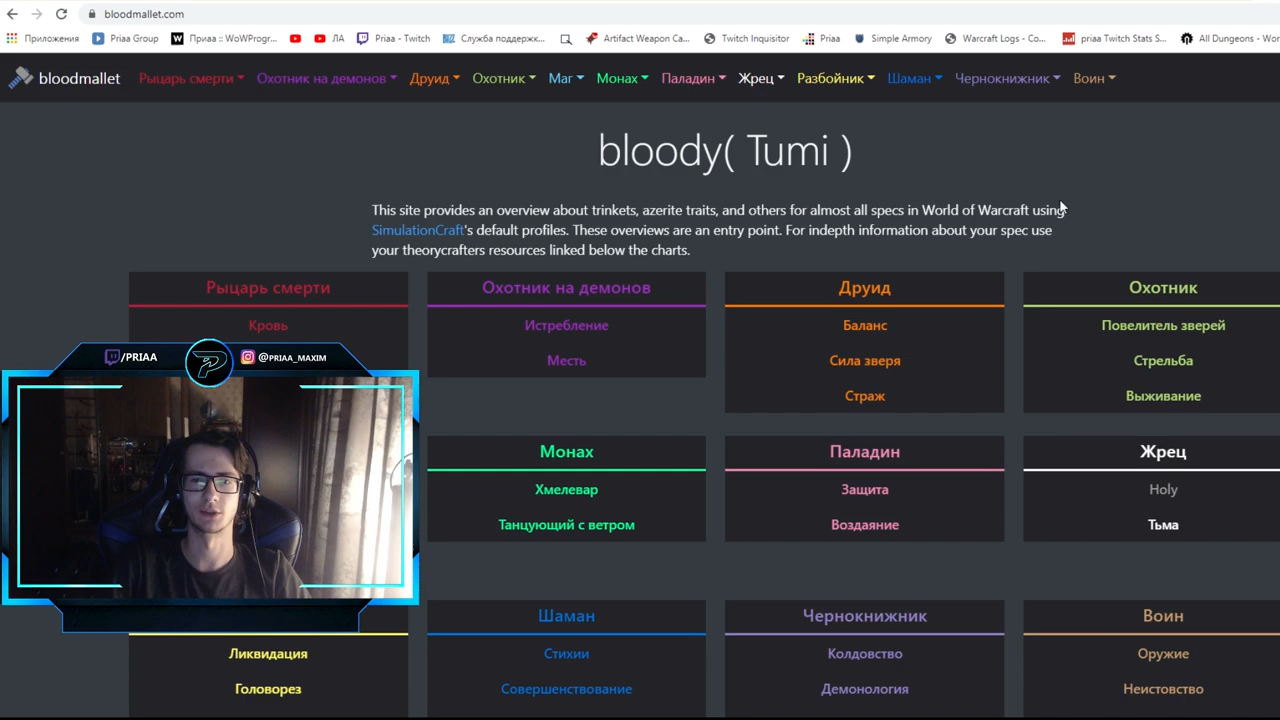 bloodmallet.com
Приложения Priaa Group Приаа :: WoWProgr... ЛА Priaa - Twitch Служба поддержк... Artifact Weapon Ca... Twitch Inquisitor Priaa Simple Armory Warcraft Logs - Co... priaa Twitch Stats S... All Dungeons - Wor
bloodmallet Рыцарь смерти Охотник на демонов Друид Охотник Маг Монах Паладин Жрец Разбойник Шаман Чернокнижник Воин
bloody( Tumi )
This site provides an overview about trinkets, azerite traits, and others for almost all specs in World of Warcraft using
SimulationCraft's default profiles. These overviews are an entry point. For indepth information about your spec use
your theorycrafters resources linked below the charts.
Рыцарь смерти Охотник на демонов Друид Охотник
Кровь Истребление Баланс Повелитель зверей
Месть Сила зверя Стрельба
Страж Выживание
/PRIAA P @PRIAA_MAXIM
Монах Паладин Жрец
Хмелевар Защита Holy
Танцующий с ветром Воздаяние Тьма
Шаман Чернокнижник Воин
Ликвидация Стихии Колдовство Оружие
Головорез Совершенствование Демонология Неистовство